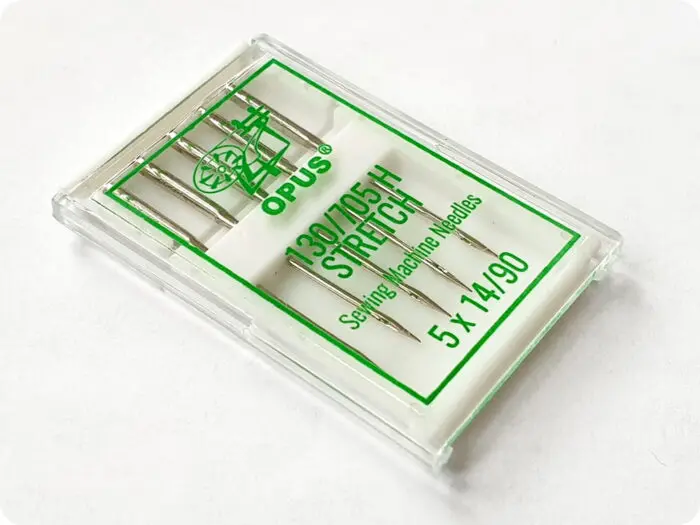 OPUS®
130/705 H
STRETCH
Sewing Machine Needles
5 x 14/90